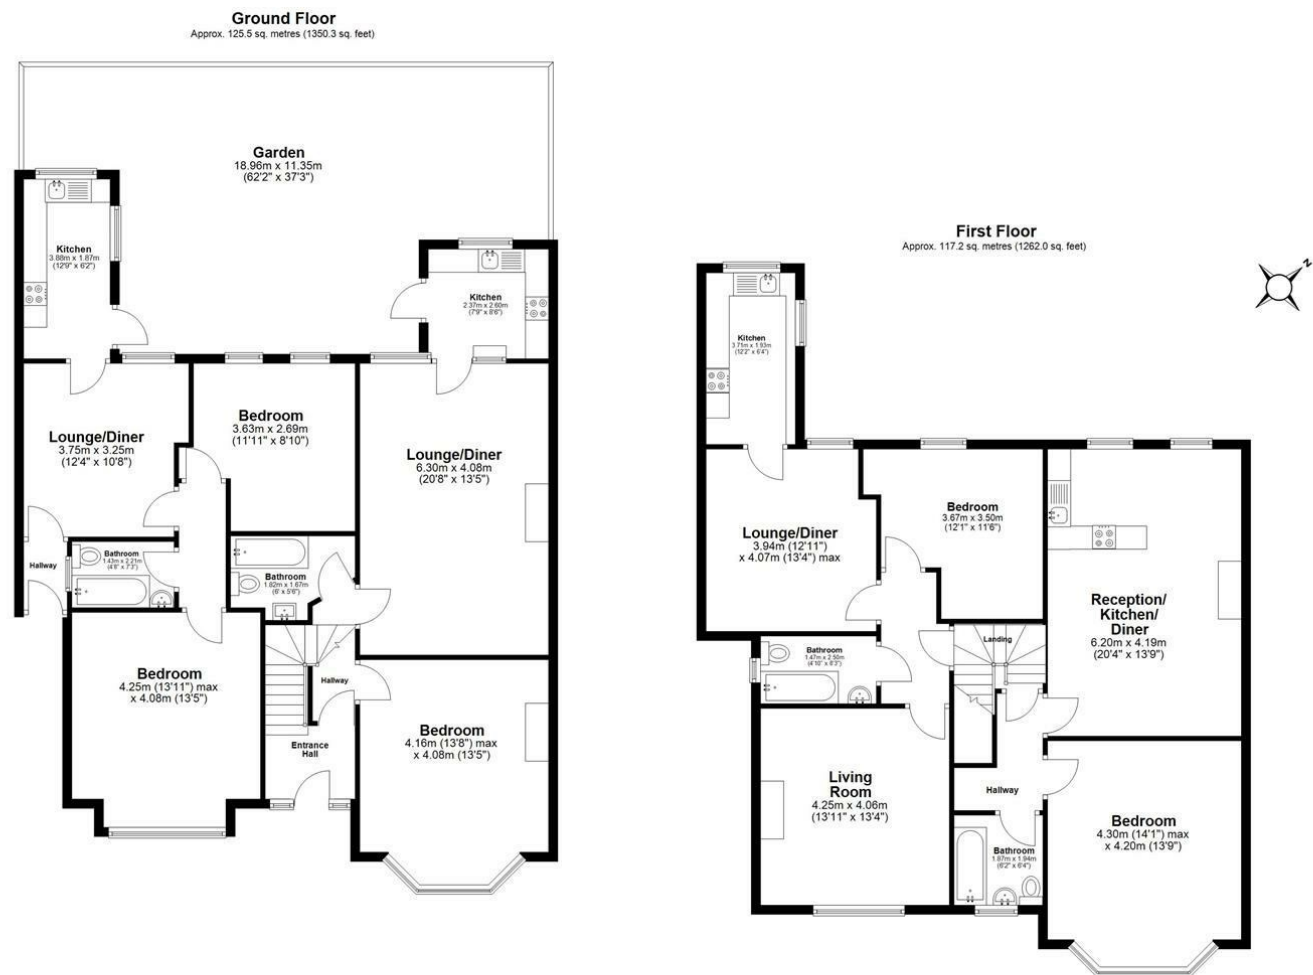 Ground Floor
Approx. 125.5 sq. metres (1350.3 sq. feet)
Garden
18.96m x 11.35m
(62'2" x 37'3")
Kitchen
3.88m x 1.87m
(12'9" x 6'2")
Kitchen
2.37m x 2.60m
(7'9" x 8'6")
Lounge/Diner
3.75m x 3.25m
(12'4" x 10'8")
Bedroom
3.63m x 2.69m
(11'11" x 8'10")
Lounge/Diner
6.30m x 4.08m
(20'8" x 13'5")
Hallway
Bathroom
1.43m x 2.21m
(4'8" x 7'3")
Bathroom
1.82m x 1.67m
(6' x 5'6")
Bedroom
4.25m (13'11") max
x 4.08m (13'5")
Hallway
Entrance
Hall
Bedroom
4.16m (13'8") max
x 4.08m (13'5")
First Floor
Approx. 117.2 sq. metres (1262.0 sq. feet)
N
Kitchen
3.71m x 1.93m
(12'2" x 6'4")
Lounge/Diner
3.94m (12'11")
x 4.07m (13'4") max
Bedroom
3.67m x 3.50m
(12'1" x 11'6")
Reception/
Kitchen/
Diner
6.20m x 4.19m
(20'4" x 13'9")
Landing
Bathroom
1.47m x 2.50m
(4'10" x 8'3")
Living
Room
4.25m x 4.06m
(13'11" x 13'4")
Hallway
Bathroom
1.87m x 1.94m
(6'2" x 6'4")
Bedroom
4.30m (14'1") max
x 4.20m (13'9")